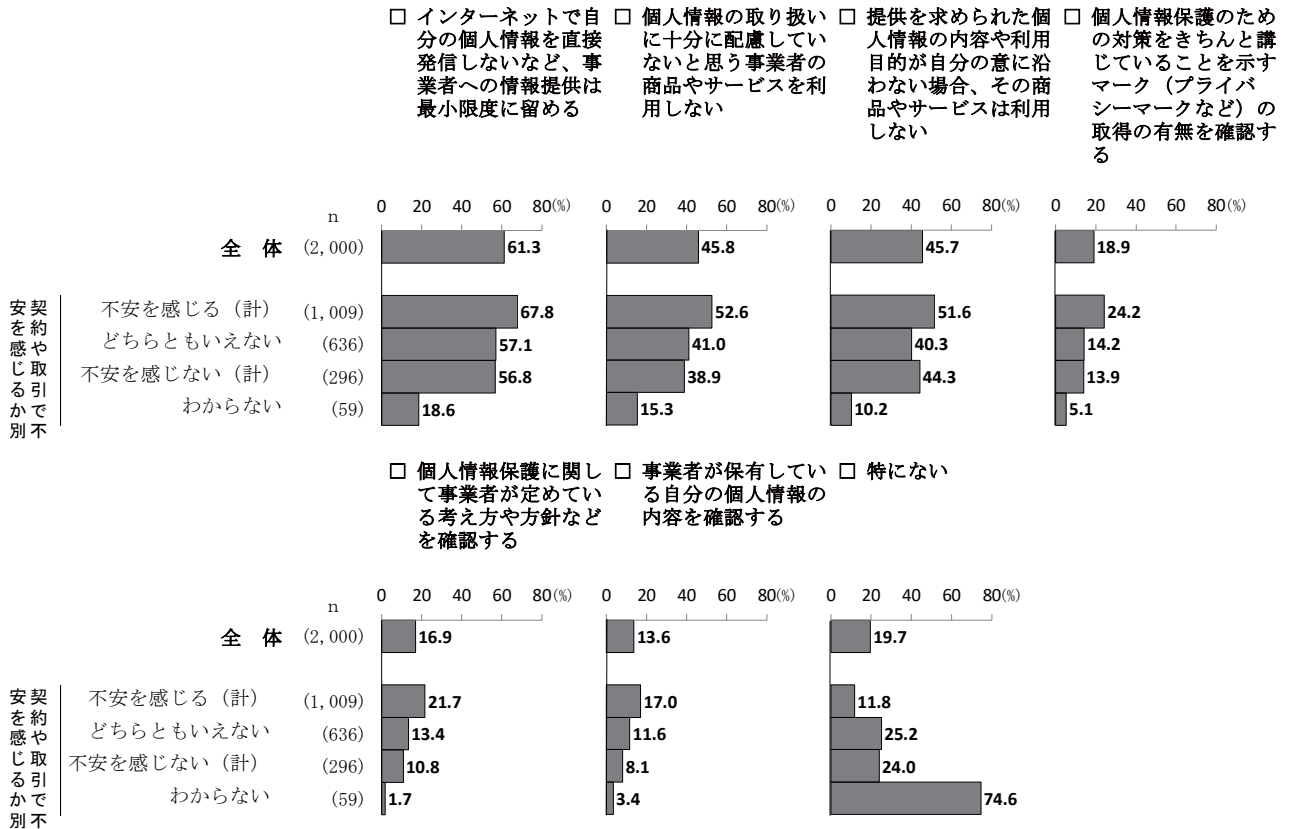 □ インターネットで自
分の個人情報を直接
発信しないなど、事
業者への情報提供は
最小限度に留める
□ 個人情報の取り扱い
に十分に配慮してい
ないと思う事業者の
商品やサービスを利
用しない
□ 提供を求められた個
人情報の内容や利用
目的が自分の意に沿
わない場合、その商
品やサービスは利用
しない
□ 個人情報保護のため
の対策をきちんと講
じていることを示す
マーク（プライバ
シーマークなど）の
取得の有無を確認す
る
n
0 20 40 60 80(%)
0 20 40 60 80(%)
0 20 40 60 80(%)
0 20 40 60 80(%)
全 体 (2,000) 61.3 45.8 45.7 18.9
契約や取引で不
安を感じるか別
不安を感じる（計） (1,009) 67.8 52.6 51.6 24.2
どちらともいえない (636) 57.1 41.0 40.3 14.2
不安を感じない（計） (296) 56.8 38.9 44.3 13.9
わからない (59) 18.6 15.3 10.2 5.1
□ 個人情報保護に関し
て事業者が定めてい
る考え方や方針など
を確認する
□ 事業者が保有してい
る自分の個人情報の
内容を確認する
□ 特にない
n
0 20 40 60 80(%)
0 20 40 60 80(%)
0 20 40 60 80(%)
全 体 (2,000) 16.9 13.6 19.7
契約や取引で不
安を感じるか別
不安を感じる（計） (1,009) 21.7 17.0 11.8
どちらともいえない (636) 13.4 11.6 25.2
不安を感じない（計） (296) 10.8 8.1 24.0
わからない (59) 1.7 3.4 74.6